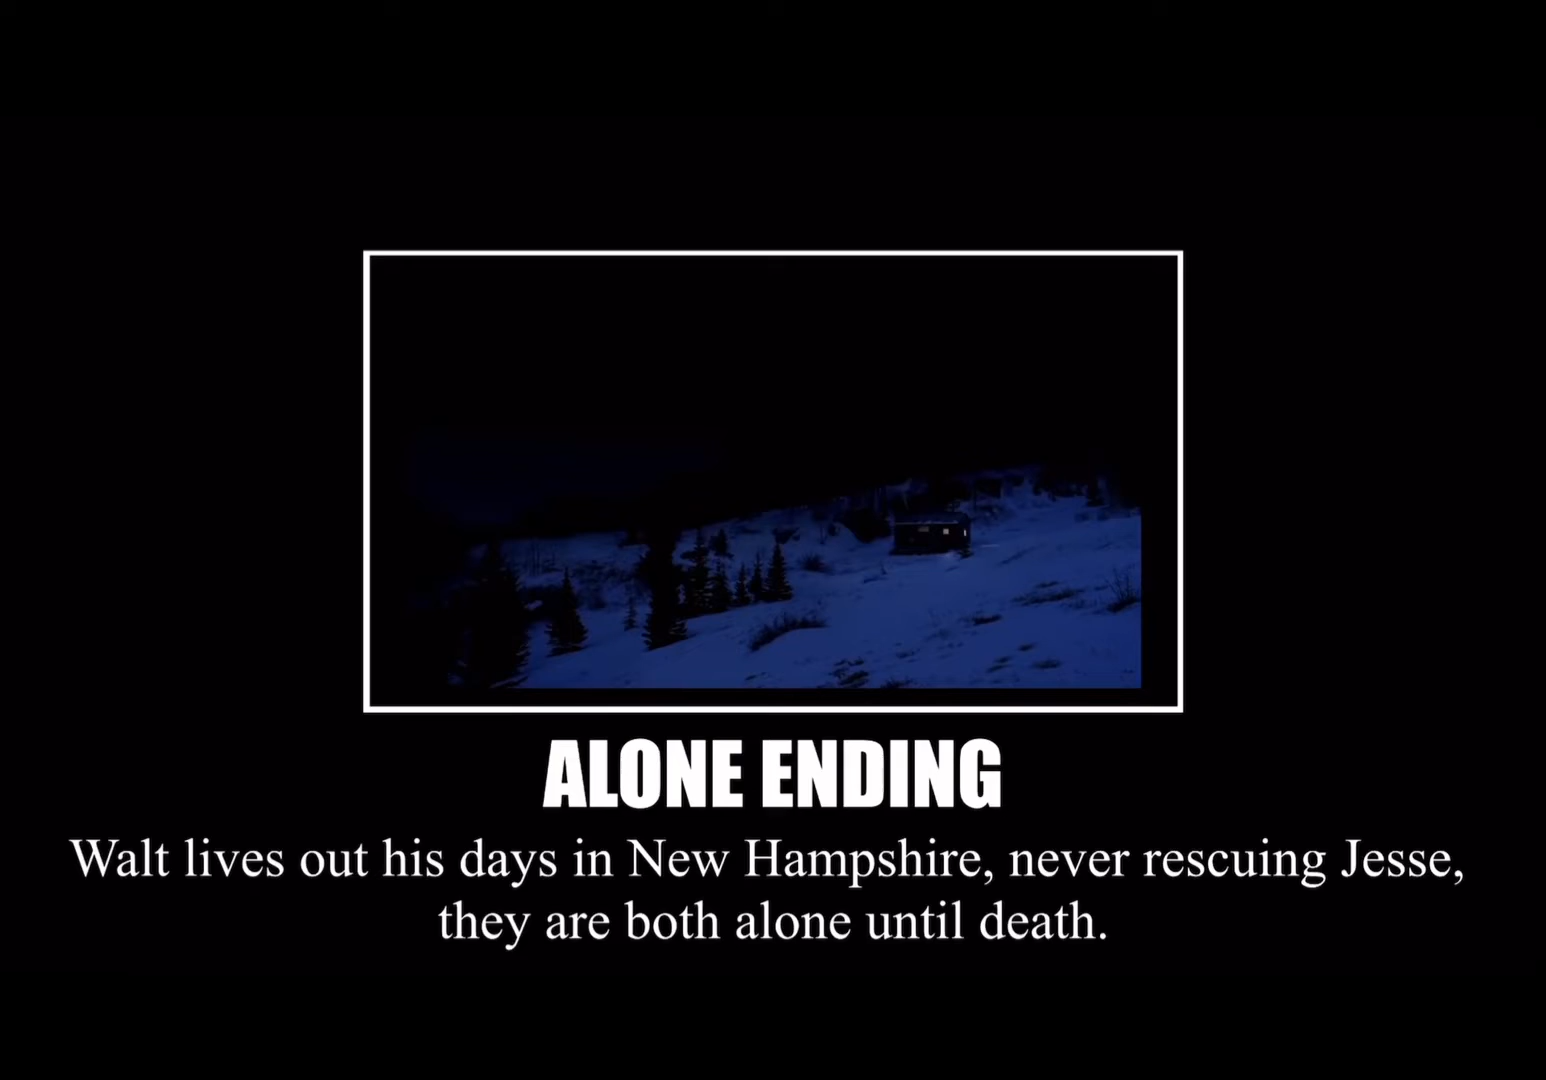 ALONE ENDING
Walt lives out his days in New Hampshire, never rescuing Jesse,
they are both alone until death.